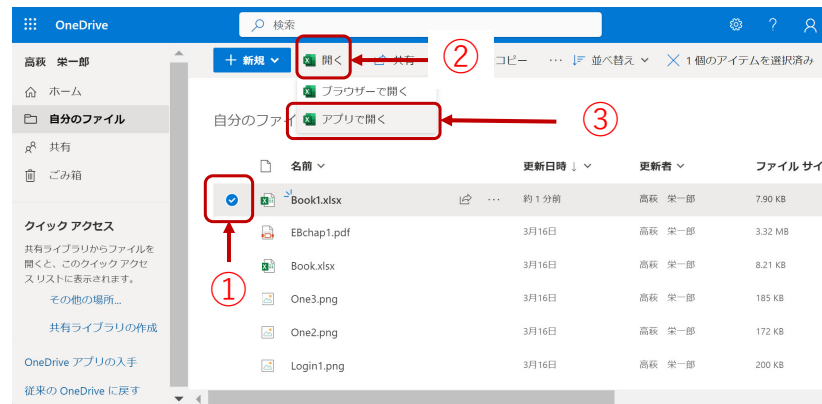 OneDrive
検索
?
高萩 栄一郎
ホーム
自分のファイル
共有
ごみ箱
クイック アクセス
共有ライブラリからファイルを
開くと、このクイック アクセ
ス リストに表示されます。
その他の場所...
共有ライブラリの作成
OneDrive アプリの入手
従来の OneDrive に戻す
+ 新規
開く
共有
コピー
…
並べ替え
1 個のアイテムを選択済み
②
ブラウザーで開く
アプリで開く
③
自分のファイ
名前
更新日時 ↓
更新者
ファイル サイ
Book1.xlsx … 約 1 分前 高萩 栄一郎 7.90 KB
EBchap1.pdf 3月16日 高萩 栄一郎 3.32 MB
Book.xlsx 3月16日 高萩 栄一郎 8.21 KB
One3.png 3月16日 高萩 栄一郎 185 KB
One2.png 3月16日 高萩 栄一郎 172 KB
Login1.png 3月16日 高萩 栄一郎 200 KB
①